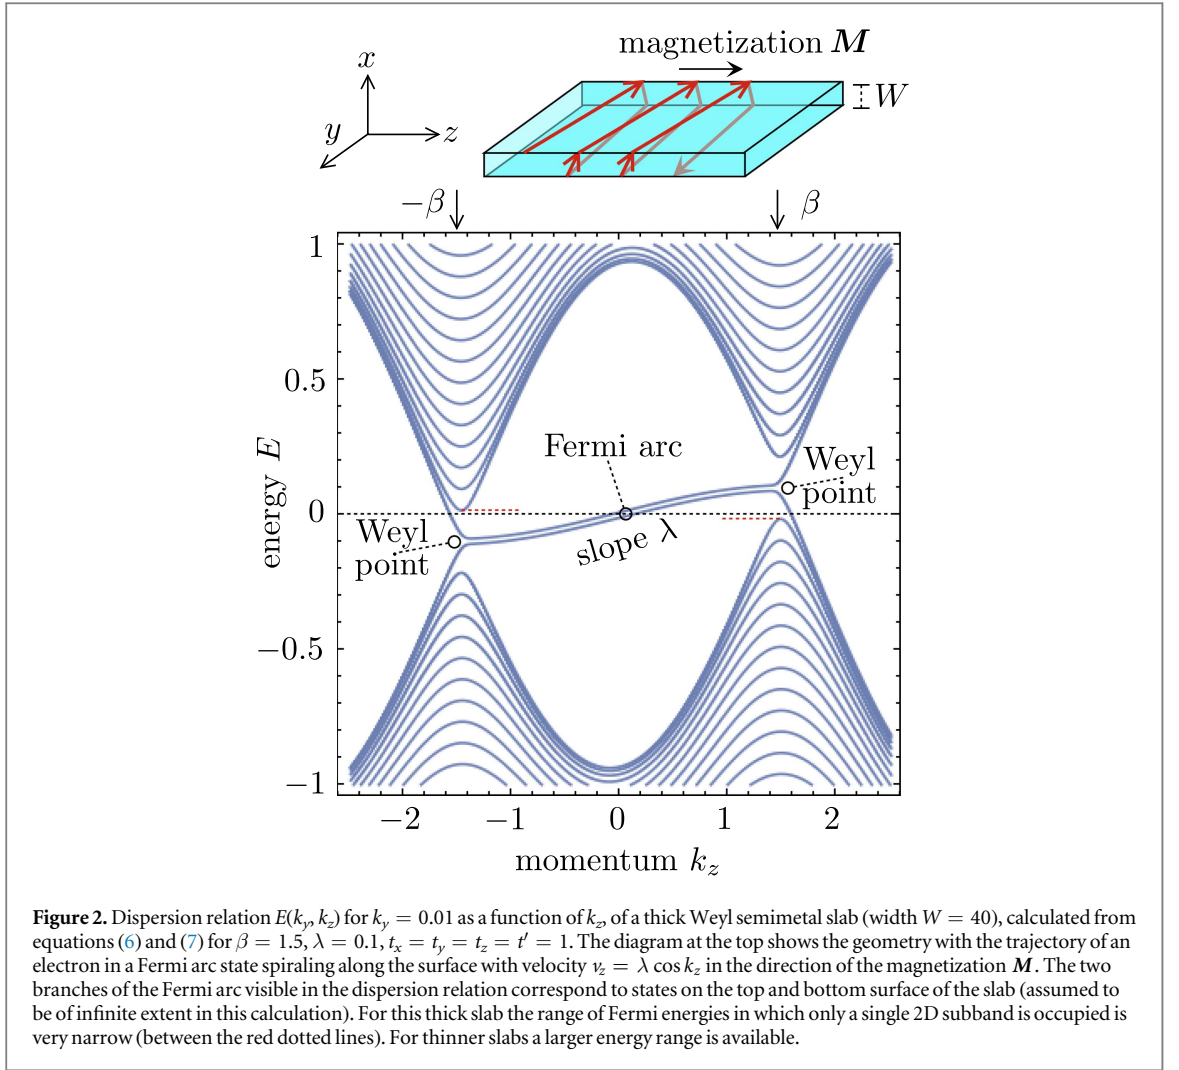 magnetization M
x
y
z
W
−β
β
1
0.5
0
−0.5
−1
energy E
Fermi arc
Weyl
point
Weyl
point
slope λ
−2 −1 0 1 2
momentum k_z
Figure 2. Dispersion relation E(k_y, k_z) for k_y = 0.01 as a function of k_z, of a thick Weyl semimetal slab (width W = 40), calculated from
equations (6) and (7) for β = 1.5, λ = 0.1, t_x = t_y = t_z = t′ = 1. The diagram at the top shows the geometry with the trajectory of an
electron in a Fermi arc state spiraling along the surface with velocity v_z = λ cos k_z in the direction of the magnetization M. The two
branches of the Fermi arc visible in the dispersion relation correspond to states on the top and bottom surface of the slab (assumed to
be of infinite extent in this calculation). For this thick slab the range of Fermi energies in which only a single 2D subband is occupied is
very narrow (between the red dotted lines). For thinner slabs a larger energy range is available.